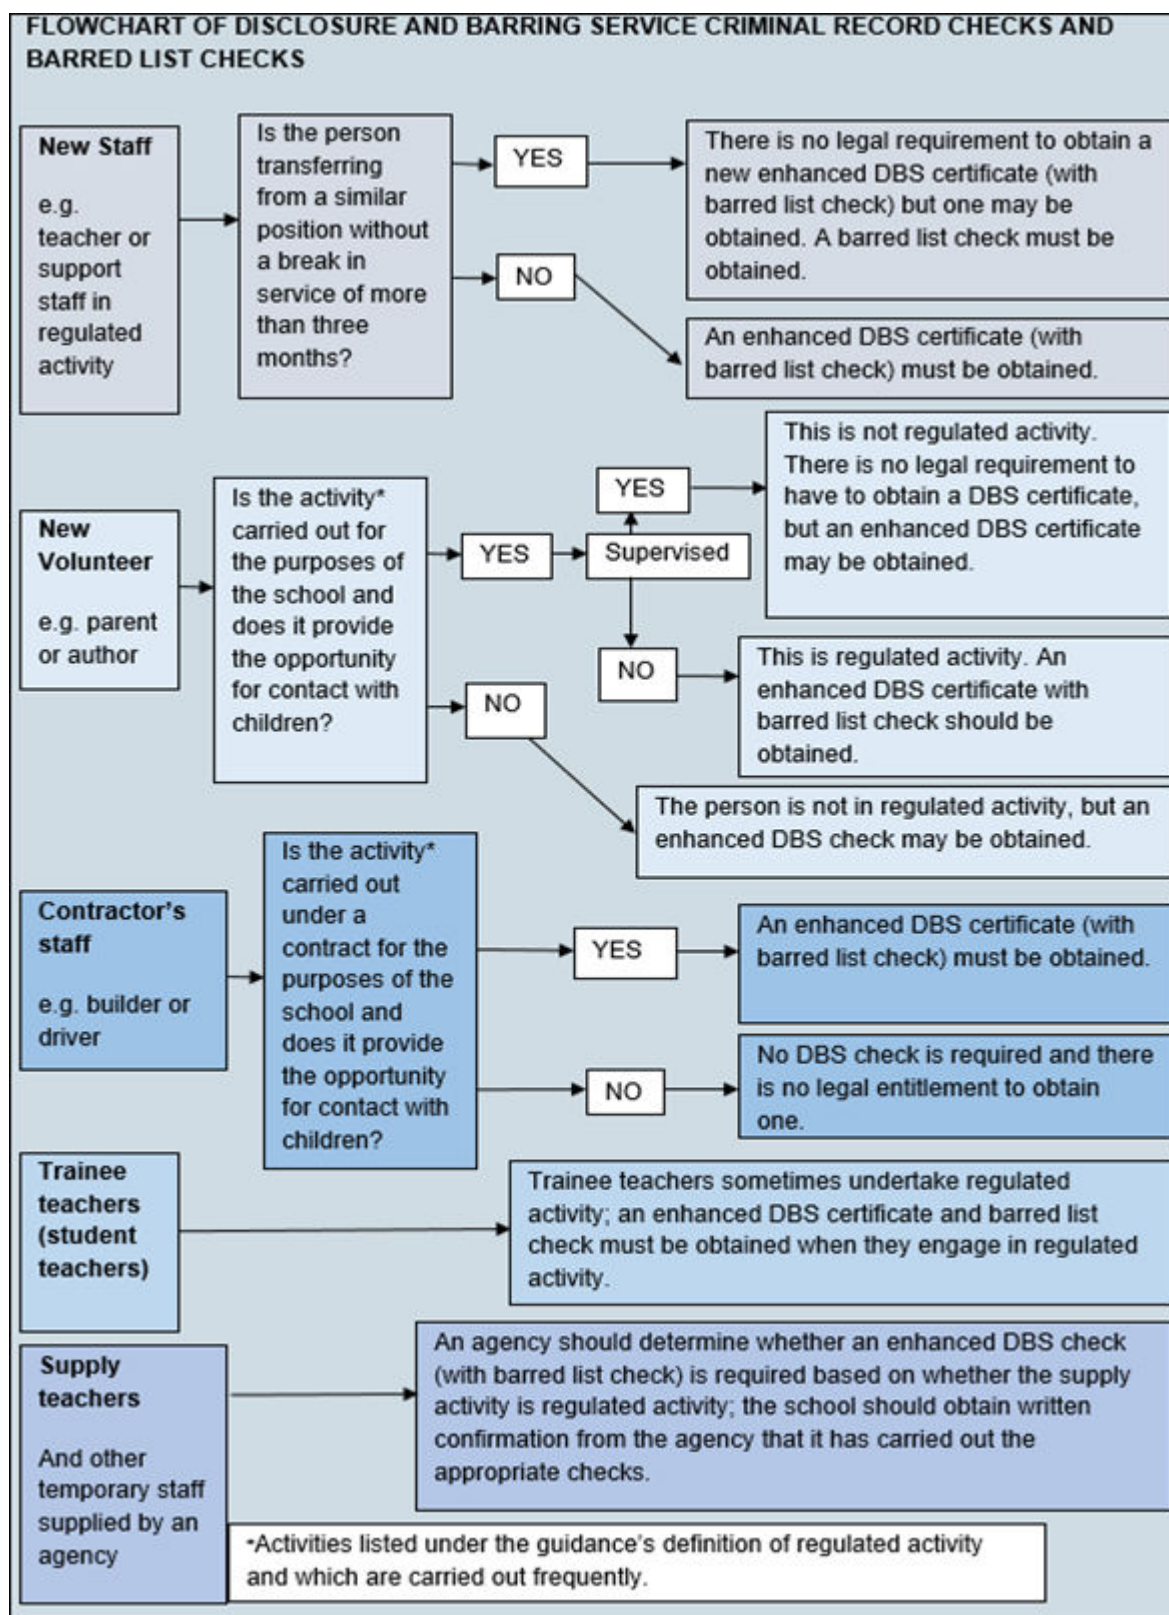 FLOWCHART OF DISCLOSURE AND BARRING SERVICE CRIMINAL RECORD CHECKS AND
BARRED LIST CHECKS
New Staff
e.g.
teacher or
support
staff in
regulated
activity
Is the person
transferring
from a similar
position without
a break in
service of more
than three
months?
YES
There is no legal requirement to obtain a
new enhanced DBS certificate (with
barred list check) but one may be
obtained. A barred list check must be
obtained.
NO
An enhanced DBS certificate (with
barred list check) must be obtained.
New
Volunteer
e.g. parent
or author
Is the activity*
carried out for
the purposes of
the school and
does it provide
the opportunity
for contact with
children?
YES
Supervised
YES
This is not regulated activity.
There is no legal requirement to
have to obtain a DBS certificate,
but an enhanced DBS certificate
may be obtained.
NO
This is regulated activity. An
enhanced DBS certificate with
barred list check should be
obtained.
NO
The person is not in regulated activity, but an
enhanced DBS check may be obtained.
Contractor's
staff
e.g. builder or
driver
Is the activity*
carried out
under a
contract for the
purposes of the
school and
does it provide
the opportunity
for contact with
children?
YES
An enhanced DBS certificate (with
barred list check) must be obtained.
NO
No DBS check is required and there
is no legal entitlement to obtain
one.
Trainee
teachers
(student
teachers)
Trainee teachers sometimes undertake regulated
activity; an enhanced DBS certificate and barred list
check must be obtained when they engage in regulated
activity.
Supply
teachers
And other
temporary staff
supplied by an
agency
An agency should determine whether an enhanced DBS check
(with barred list check) is required based on whether the supply
activity is regulated activity; the school should obtain written
confirmation from the agency that it has carried out the
appropriate checks.
*Activities listed under the guidance's definition of regulated activity
and which are carried out frequently.